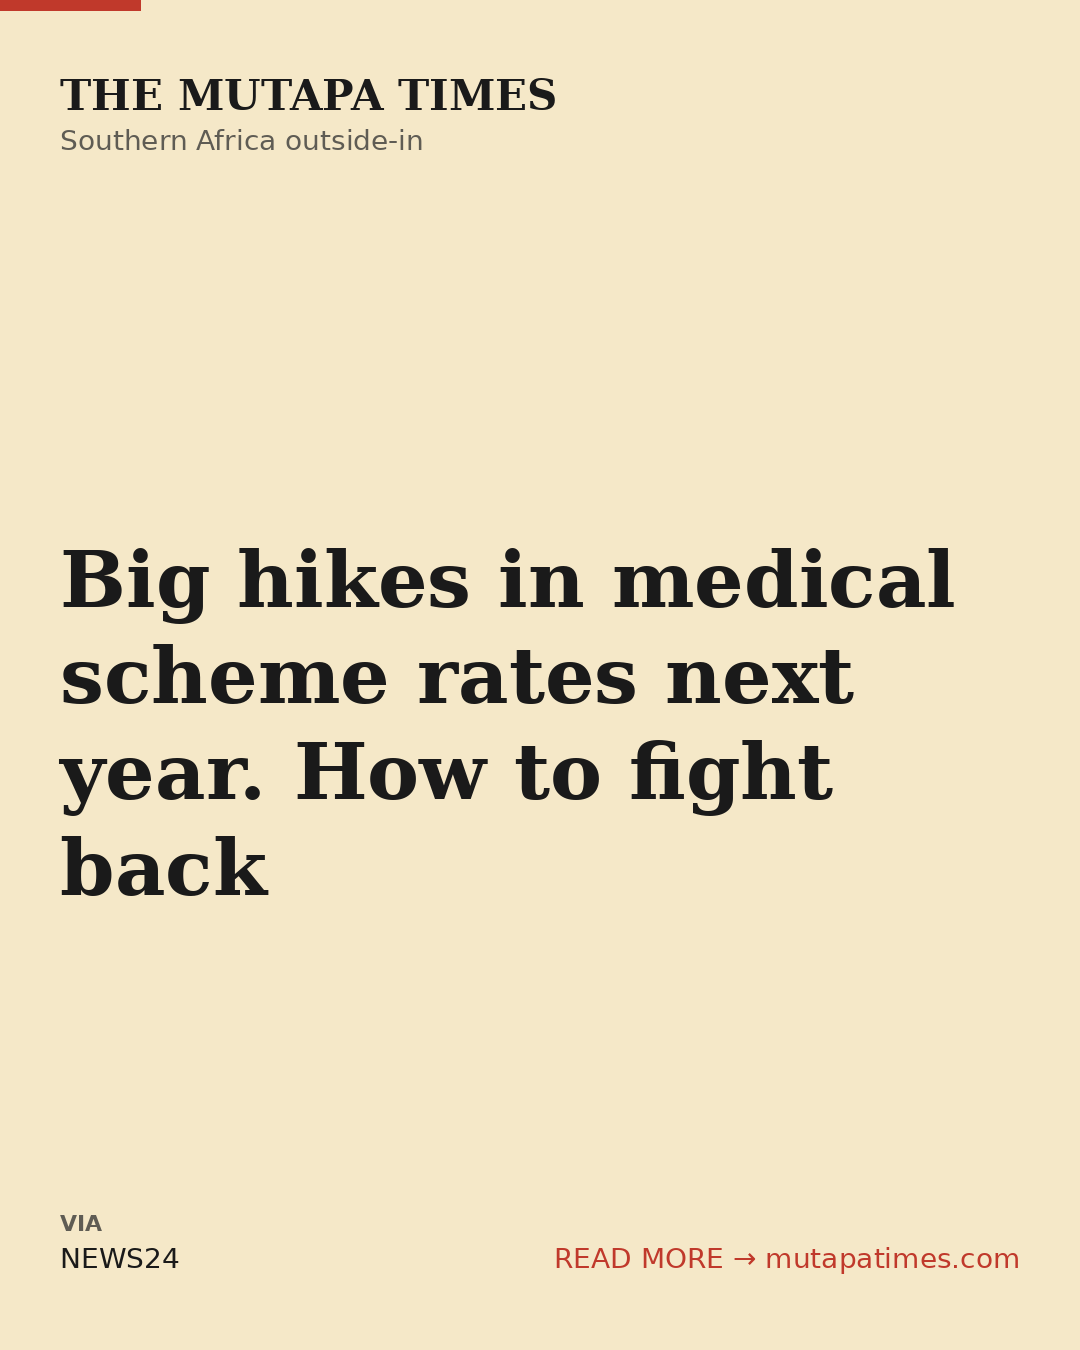 THE MUTAPA TIMES
Southern Africa outside-in
Big hikes in medical
scheme rates next
year. How to fight
back
VIA
NEWS24
READ MORE → mutapatimes.com